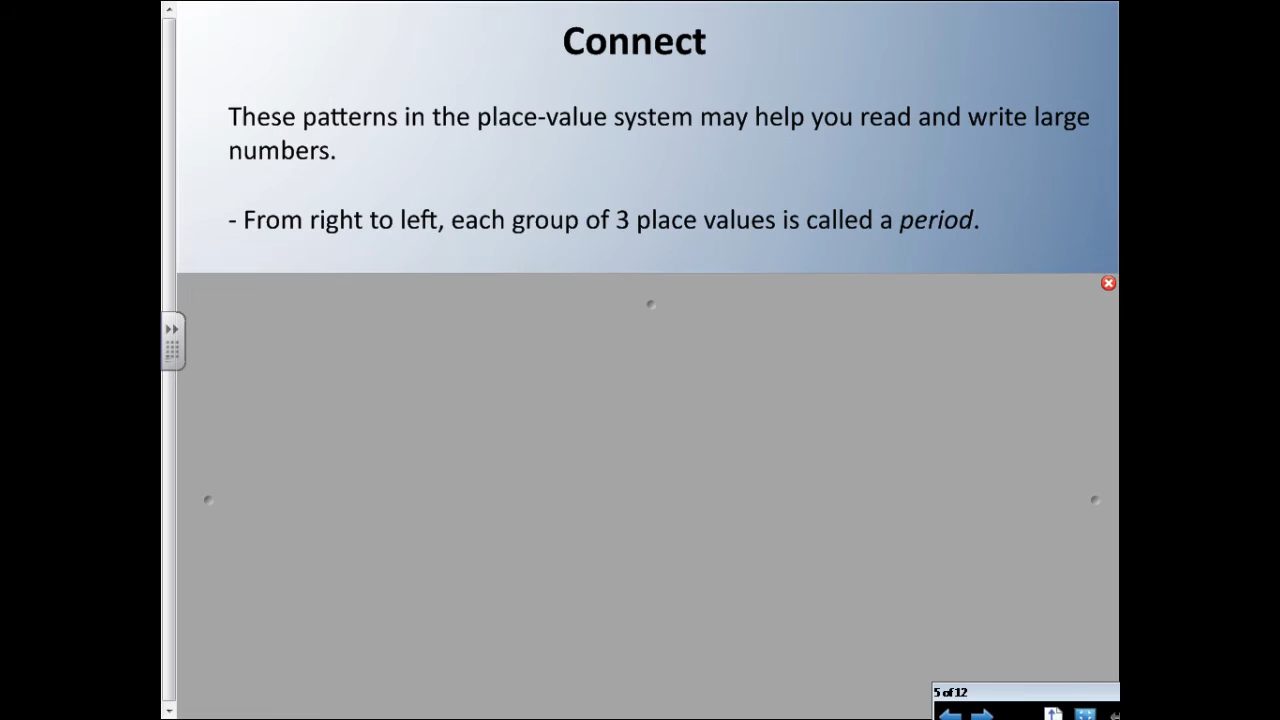 Connect
These patterns in the place-value system may help you read and write large
numbers.
- From right to left, each group of 3 place values is called a period.
5 of 12